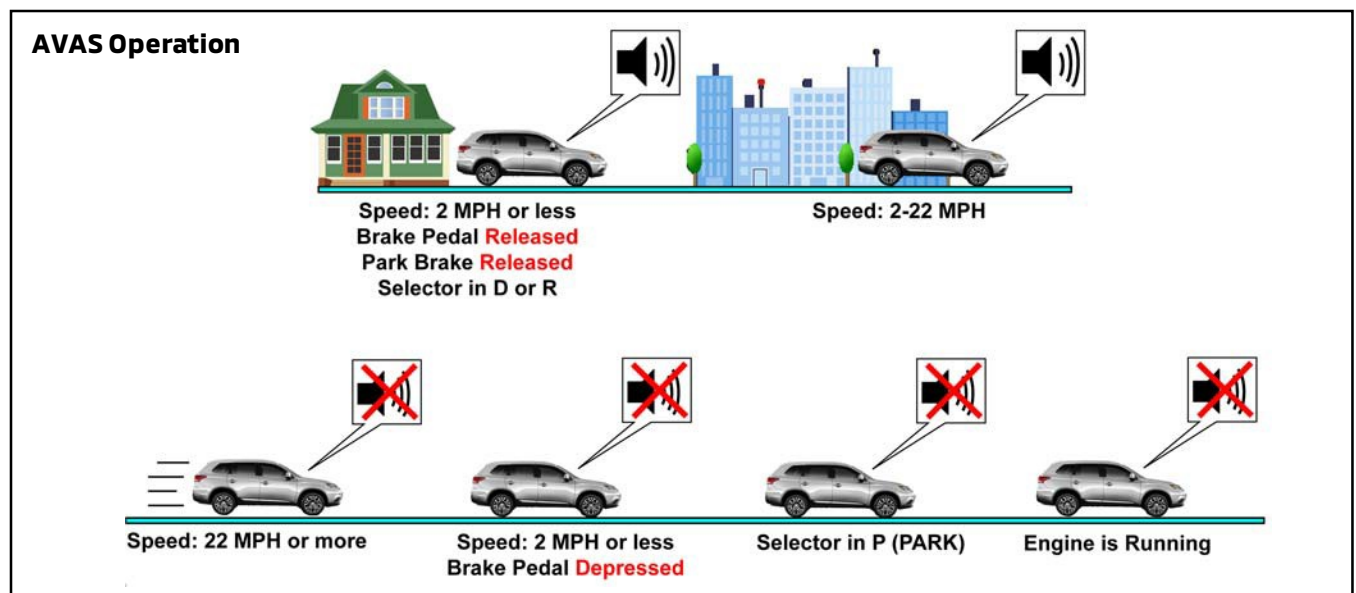 AVAS Operation
Speed: 2 MPH or less
Brake Pedal Released
Park Brake Released
Selector in D or R
Speed: 2-22 MPH
Speed: 22 MPH or more
Speed: 2 MPH or less
Brake Pedal Depressed
Selector in P (PARK)
Engine is Running